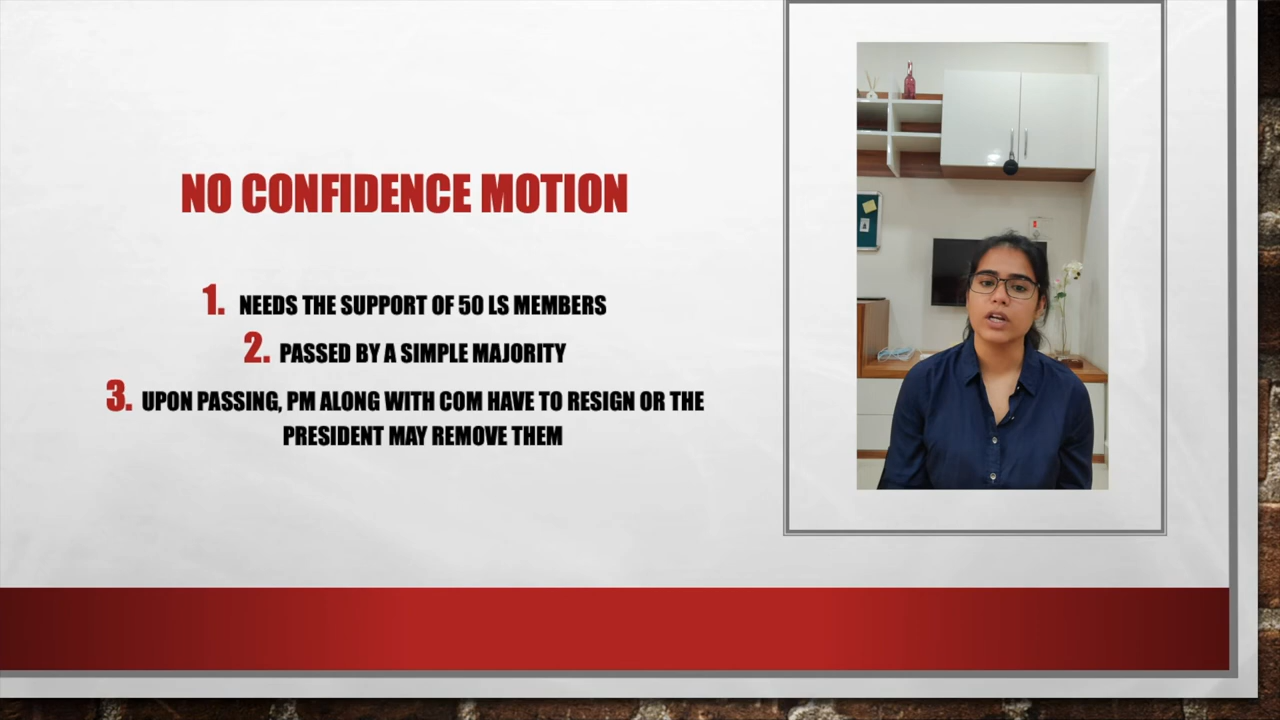 NO CONFIDENCE MOTION
1. NEEDS THE SUPPORT OF 50 LS MEMBERS
2. PASSED BY A SIMPLE MAJORITY
3. UPON PASSING, PM ALONG WITH COM HAVE TO RESIGN OR THE
PRESIDENT MAY REMOVE THEM